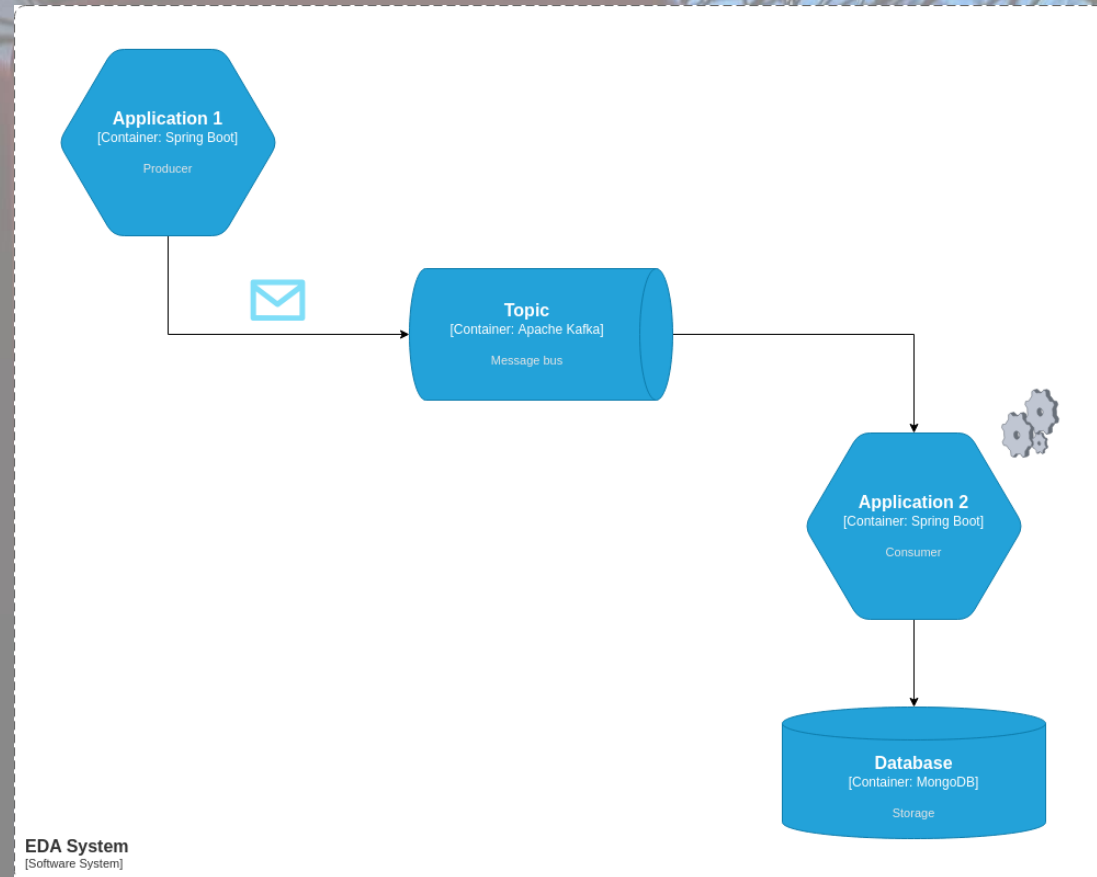 Application 1
[Container: Spring Boot]
Producer
Topic
[Container: Apache Kafka]
Message bus
Application 2
[Container: Spring Boot]
Consumer
Database
[Container: MongoDB]
Storage
EDA System
[Software System]